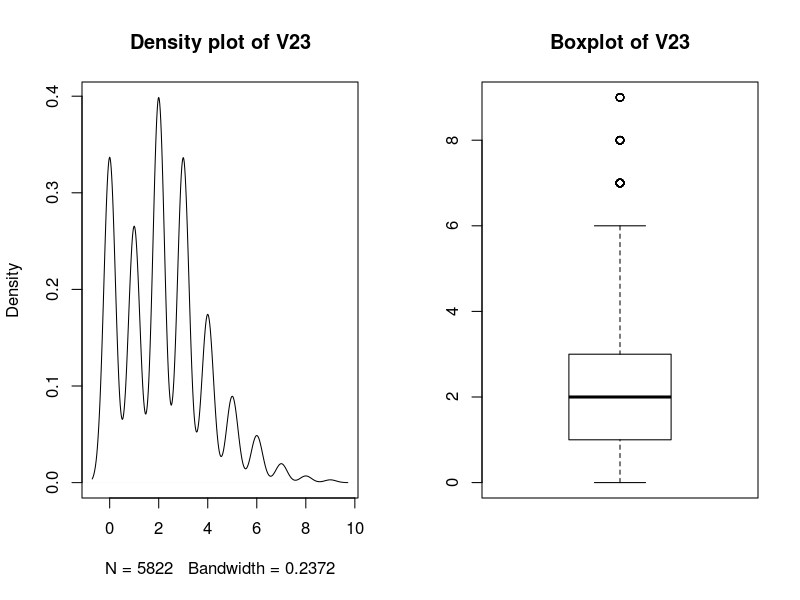 Density plot of V23
Density
0.0 0.1 0.2 0.3 0.4
0 2 4 6 8 10
N = 5822 Bandwidth = 0.2372
Boxplot of V23
0 2 4 6 8